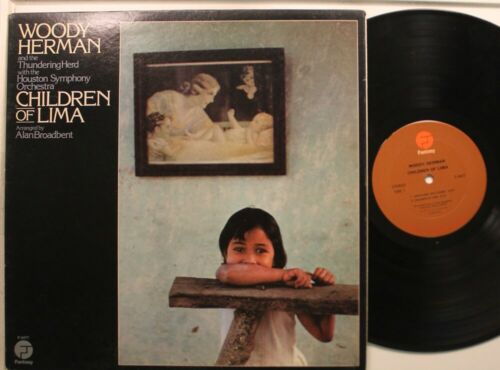 WOODY
HERMAN
and the
Thundering Herd
with the
Houston Symphony
Orchestra
CHILDREN
OF LIMA
Arranged by
Alan Broadbent
Fantasy
Fantasy
WOODY HERMAN
CHILDREN OF LIMA